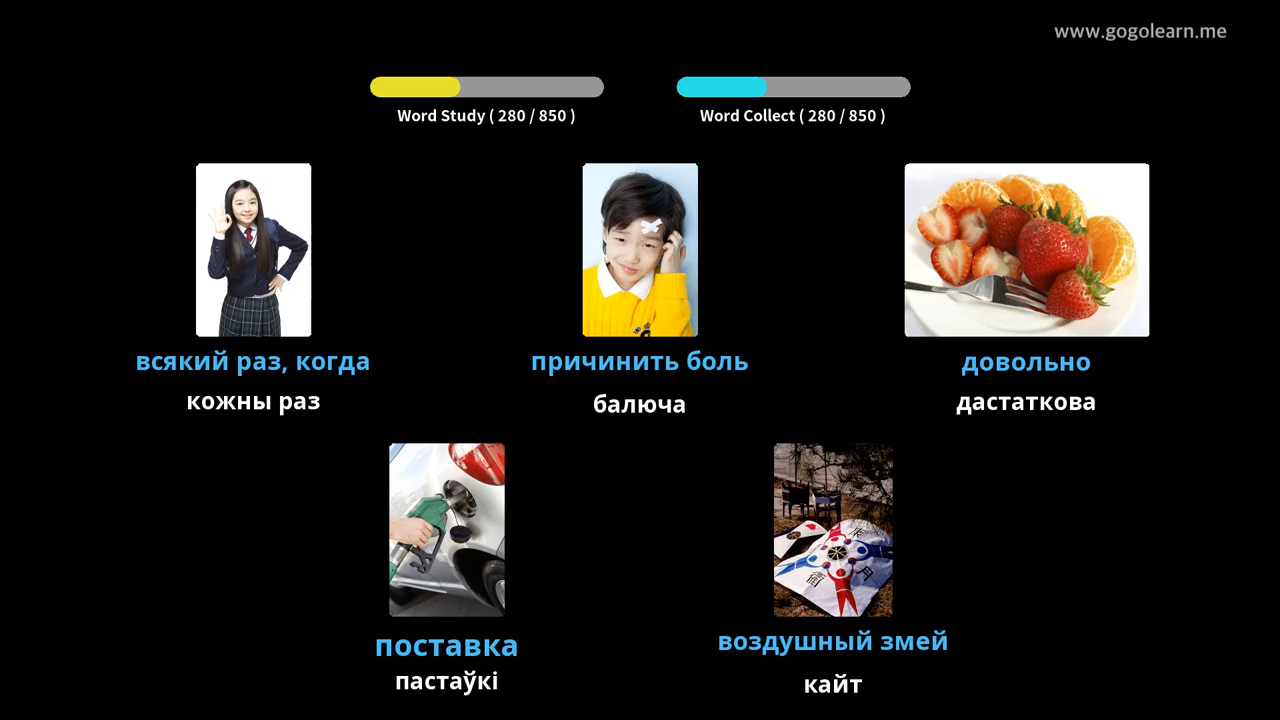 www.gogolearn.me
Word Study ( 280 / 850 )
Word Collect ( 280 / 850 )
всякий раз, когда
кожны раз
причинить боль
балюча
довольно
дастаткова
поставка
пастаўкі
воздушный змей
кайт